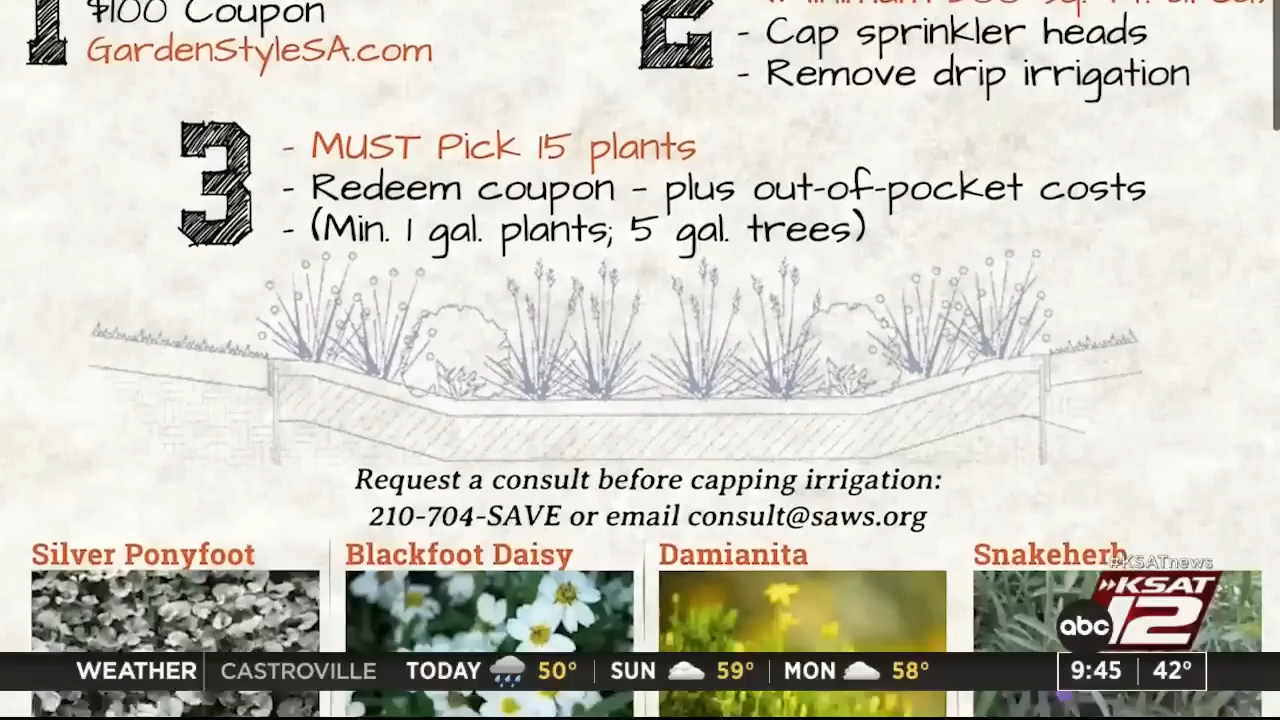 1
$100 Coupon
GardenStyleSA.com
2
- Cap sprinkler heads
- Remove drip irrigation
3
- MUST Pick 15 plants
- Redeem coupon - plus out-of-pocket costs
- (Min. 1 gal. plants; 5 gal. trees)
Request a consult before capping irrigation:
210-704-SAVE or email consult@saws.org
Silver Ponyfoot
Blackfoot Daisy
Damianita
Snakeherb
#KSATnews
KSAT
abc 12
WEATHER CASTROVILLE TODAY 50° SUN 59° MON 58° 9:45 42°